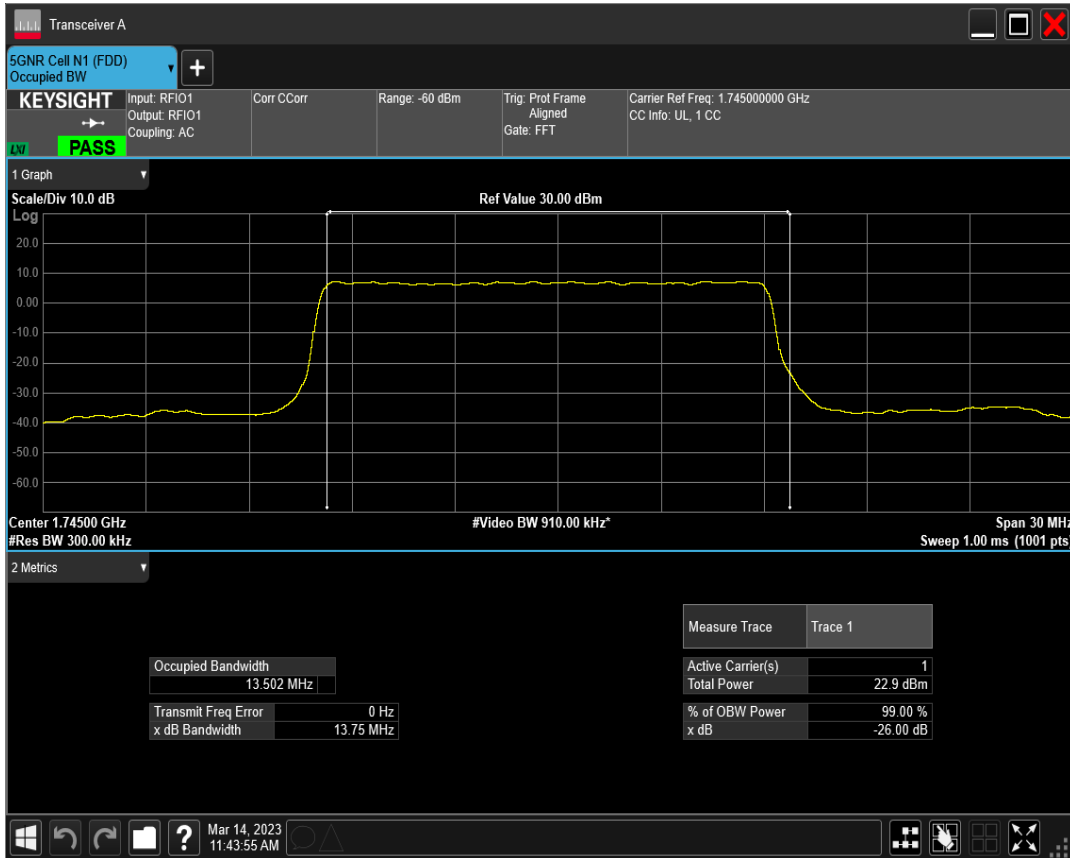 Transceiver A
5GNR Cell N1 (FDD)
Occupied BW
+
KEYSIGHT
LXI
PASS
Input: RFIO1
Output: RFIO1
Coupling: AC
Corr CCorr
Range: -60 dBm
Trig: Prot Frame
Aligned
Gate: FFT
Carrier Ref Freq: 1.745000000 GHz
CC Info: UL, 1 CC
1 Graph
Scale/Div 10.0 dB
Ref Value 30.00 dBm
Log
20.0
10.0
0.00
-10.0
-20.0
-30.0
-40.0
-50.0
-60.0
Center 1.74500 GHz
#Video BW 910.00 kHz*
Span 30 MHz
#Res BW 300.00 kHz
Sweep 1.00 ms (1001 pts)
2 Metrics
Measure Trace Trace 1
Occupied Bandwidth
13.502 MHz
Active Carrier(s) 1
Total Power 22.9 dBm
Transmit Freq Error 0 Hz
x dB Bandwidth 13.75 MHz
% of OBW Power 99.00 %
x dB -26.00 dB
?
Mar 14, 2023
11:43:55 AM